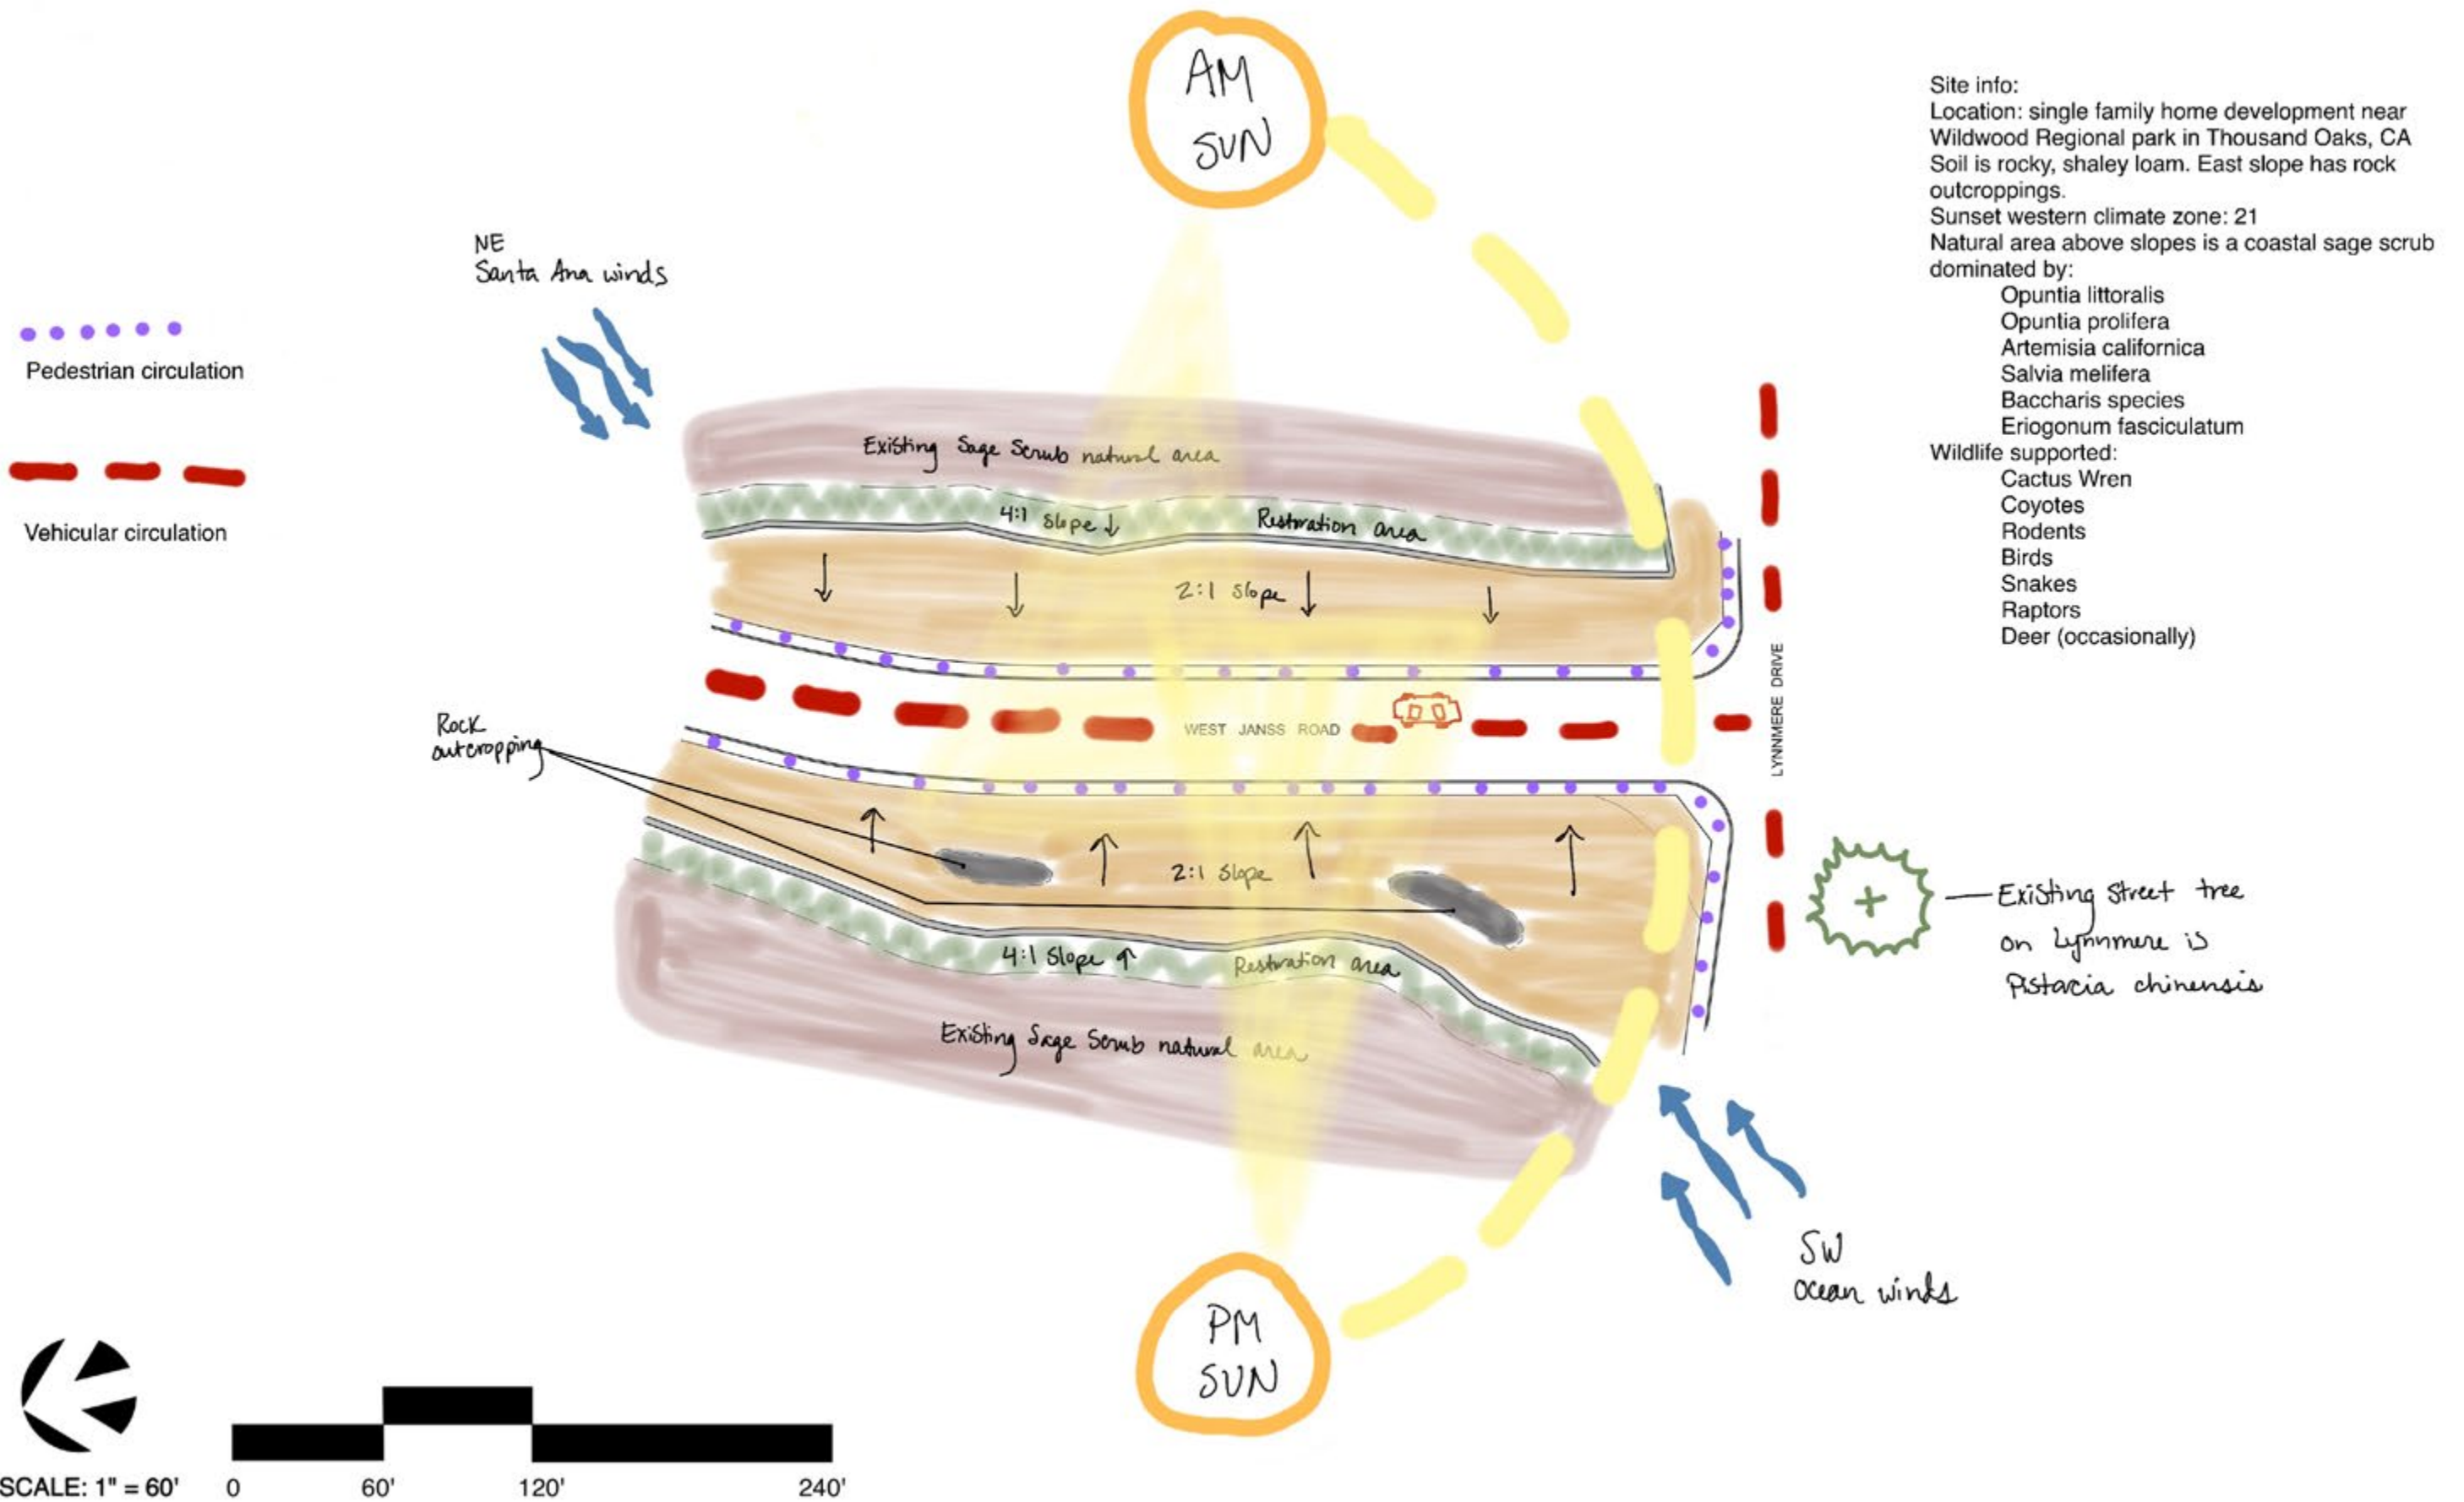 AM
SUN
Site info:
Location: single family home development near
Wildwood Regional park in Thousand Oaks, CA
Soil is rocky, shaley loam. East slope has rock
outcroppings.
Sunset western climate zone: 21
Natural area above slopes is a coastal sage scrub
dominated by:
Opuntia littoralis
Opuntia prolifera
Artemisia californica
Salvia melifera
Baccharis species
Eriogonum fasciculatum
Wildlife supported:
Cactus Wren
Coyotes
Rodents
Birds
Snakes
Raptors
Deer (occasionally)
NE
Santa Ana winds
Pedestrian circulation
Vehicular circulation
Existing Sage Scrub natural area
4:1 Slope ↓ Restoration area
2:1 Slope
WEST JANSS ROAD
LYNNMERE DRIVE
Rock
outcropping
2:1 Slope
4:1 Slope ↑ Restoration area
Existing Sage Scrub natural area
Existing street tree
on Lynnmere is
Pistacia chinensis
SW
ocean winds
PM
SUN
SCALE: 1" = 60'
0 60' 120' 240'